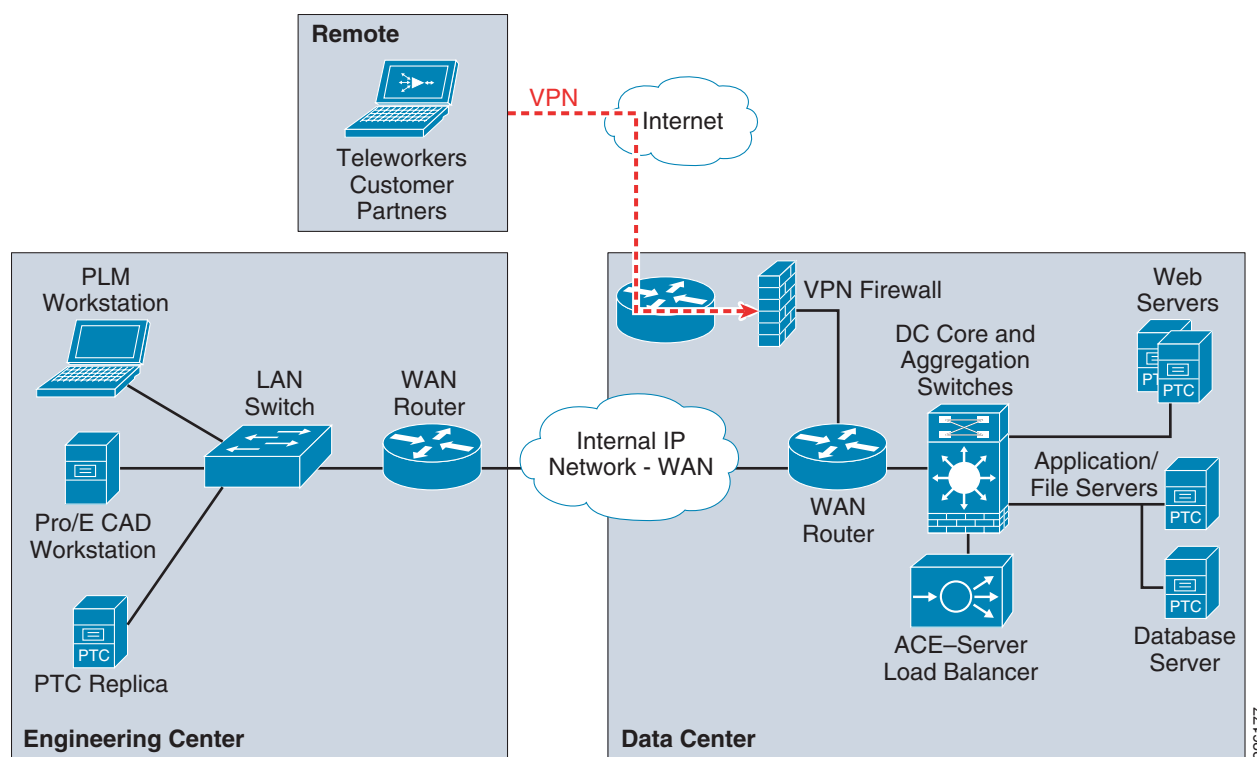 Remote
VPN
Internet
Teleworkers
Customer
Partners
PLM
Workstation
LAN
Switch
WAN
Router
Pro/E CAD
Workstation
PTC
PTC Replica
Engineering Center
Internal IP
Network - WAN
VPN Firewall
Web
Servers
PTC
DC Core and
Aggregation
Switches
WAN
Router
Application/
File Servers
PTC
PTC
ACE–Server
Load Balancer
Database
Server
Data Center